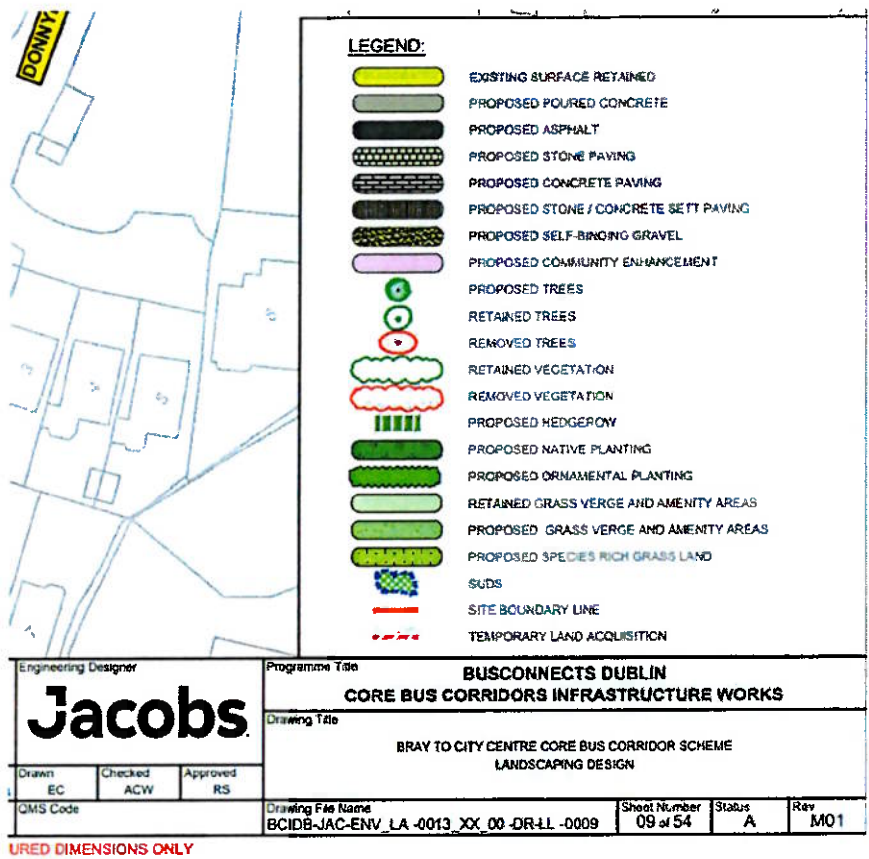 DONNY
LEGEND:
EXISTING SURFACE RETAINED
PROPOSED POURED CONCRETE
PROPOSED ASPHALT
PROPOSED STONE PAVING
PROPOSED CONCRETE PAVING
PROPOSED STONE / CONCRETE SETT PAVING
PROPOSED SELF-BINDING GRAVEL
PROPOSED COMMUNITY ENHANCEMENT
PROPOSED TREES
RETAINED TREES
REMOVED TREES
RETAINED VEGETATION
REMOVED VEGETATION
PROPOSED HEDGEROW
PROPOSED NATIVE PLANTING
PROPOSED ORNAMENTAL PLANTING
RETAINED GRASS VERGE AND AMENITY AREAS
PROPOSED GRASS VERGE AND AMENITY AREAS
PROPOSED SPECIES RICH GRASS LAND
SUDS
SITE BOUNDARY LINE
TEMPORARY LAND ACQUISITION
3
4
5
6
Engineering Designer
Jacobs
Programme Title
BUSCONNECTS DUBLIN
CORE BUS CORRIDORS INFRASTRUCTURE WORKS
Drawing Title
BRAY TO CITY CENTRE CORE BUS CORRIDOR SCHEME
LANDSCAPING DESIGN
Drawn Checked Approved
EC ACW RS
QMS Code
Drawing File Name Sheet Number Status Rev
BCIDB-JAC-ENV_LA -0013_XX_00 -DR-LL -0009 09 of 54 A M01
URED DIMENSIONS ONLY